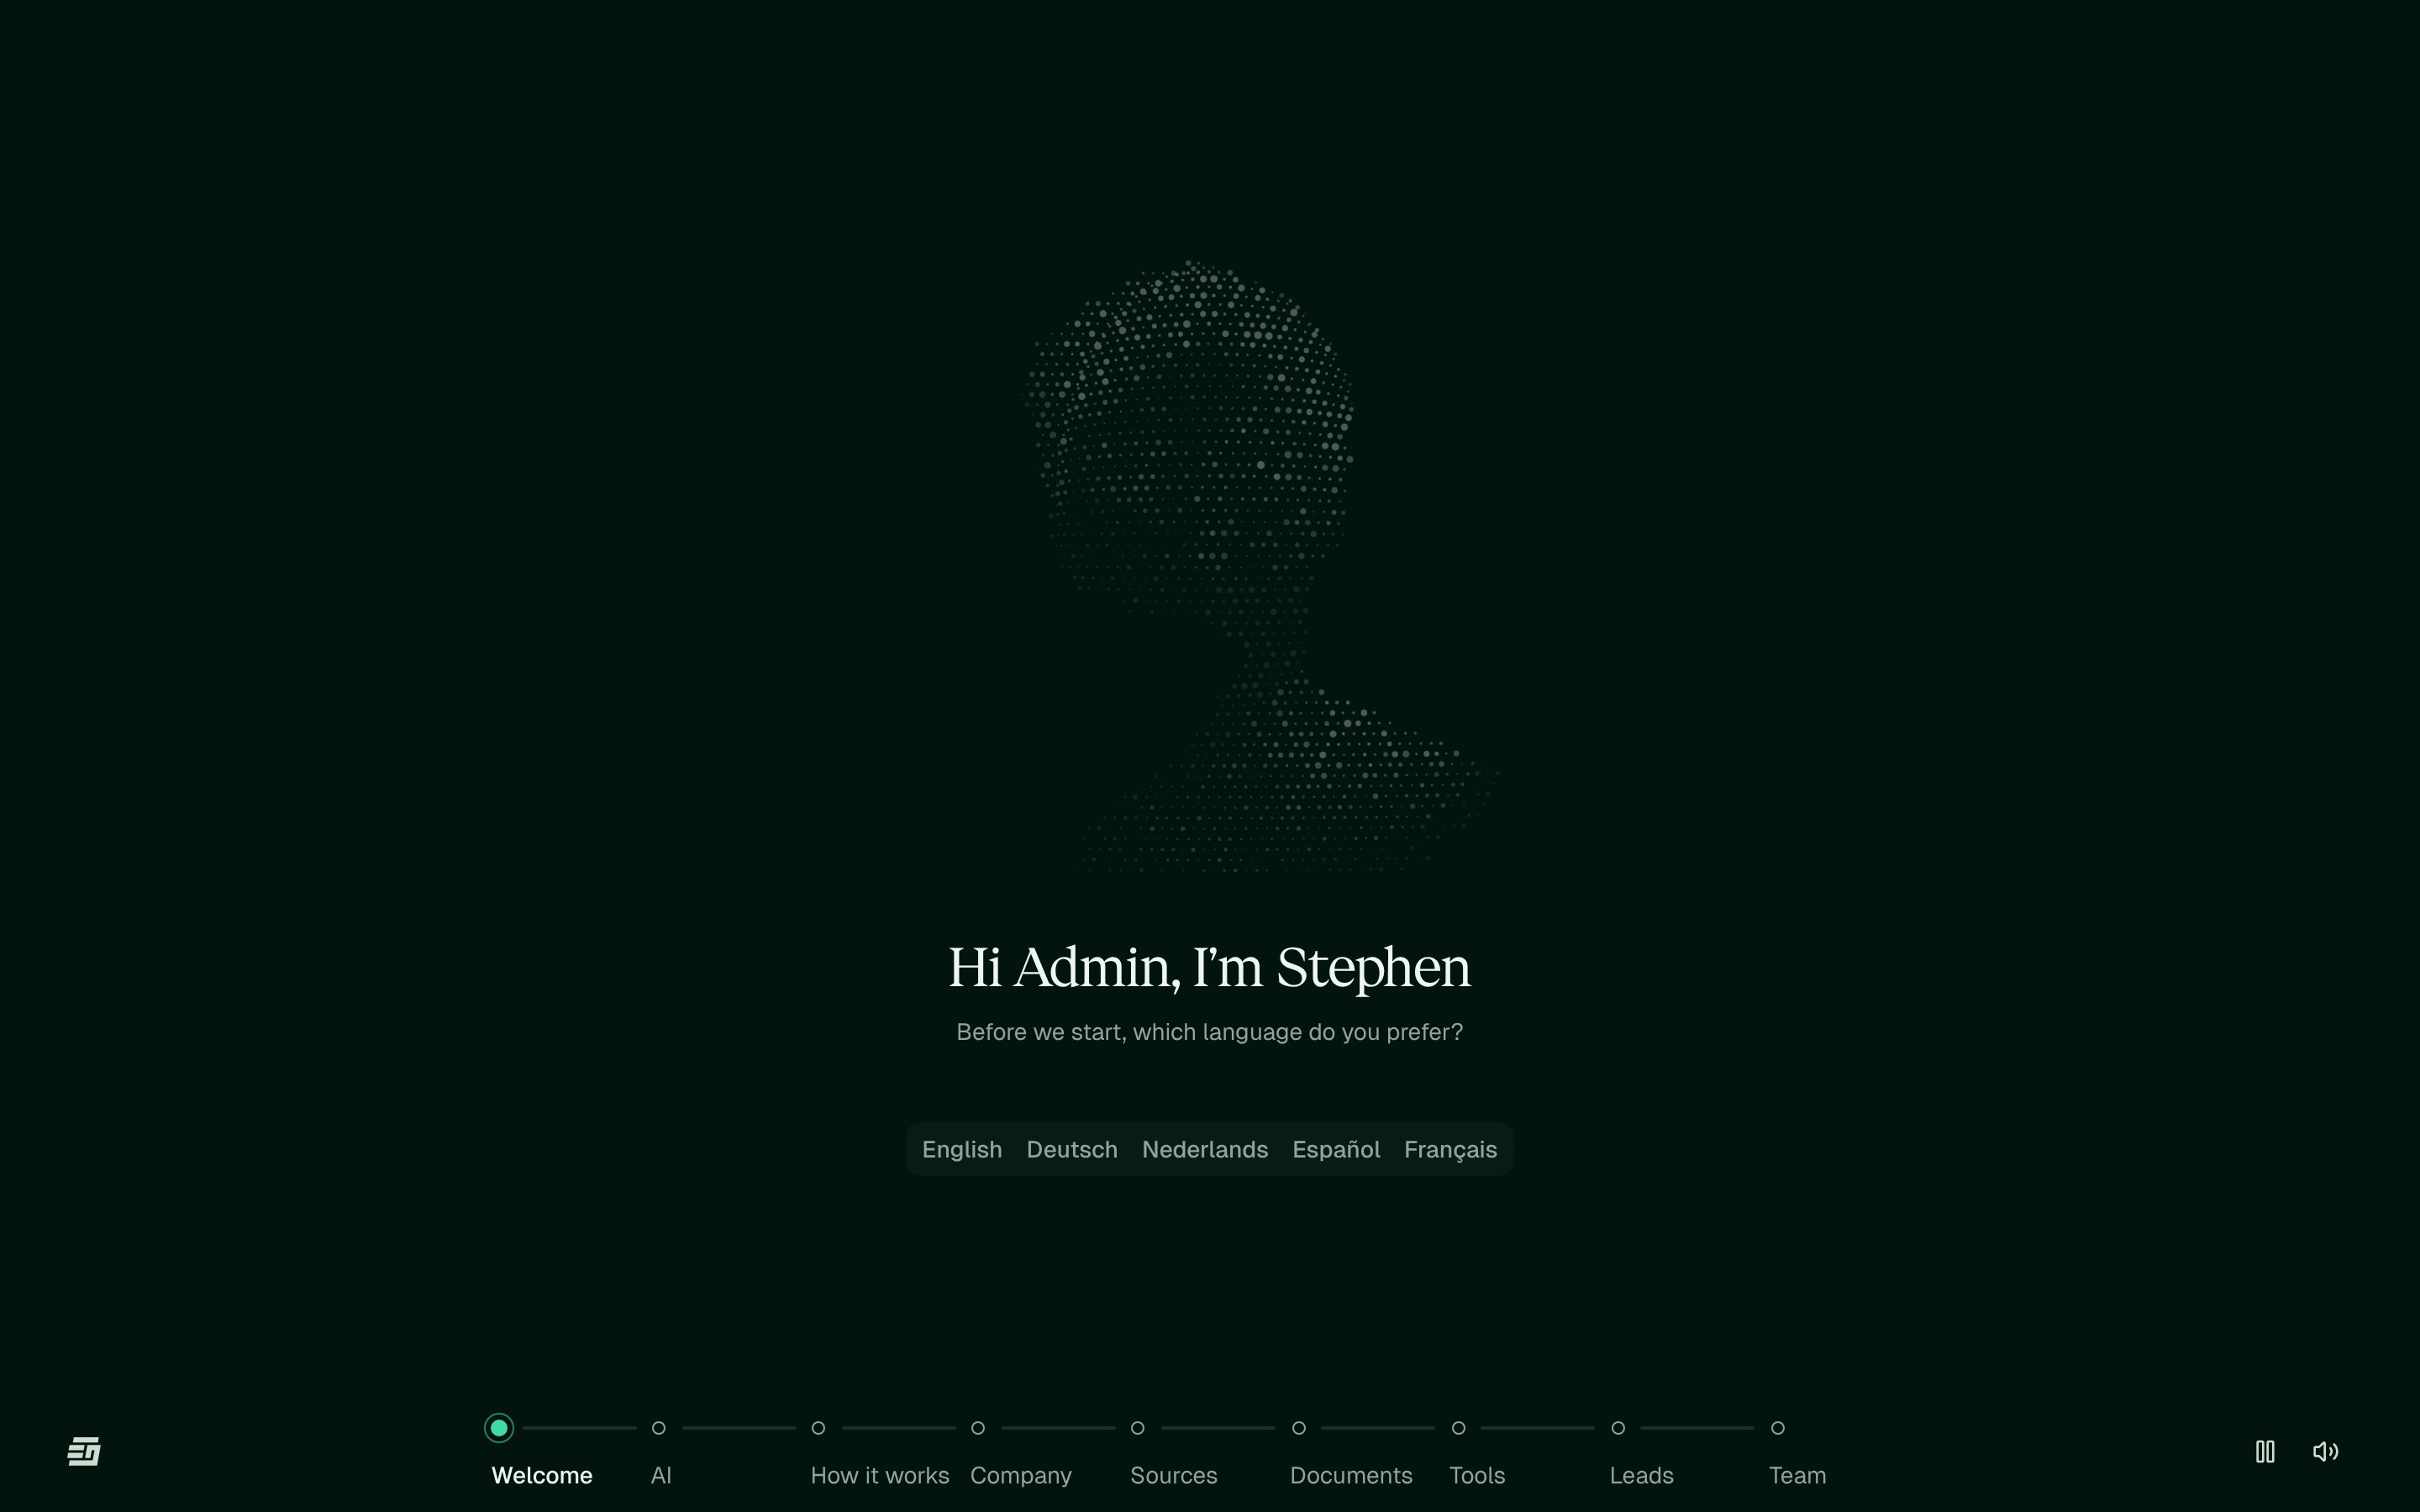 Hi Admin, I’m Stephen
Before we start, which language do you prefer?
English Deutsch Nederlands Español Français
Welcome AI How it works Company Sources Documents Tools Leads Team